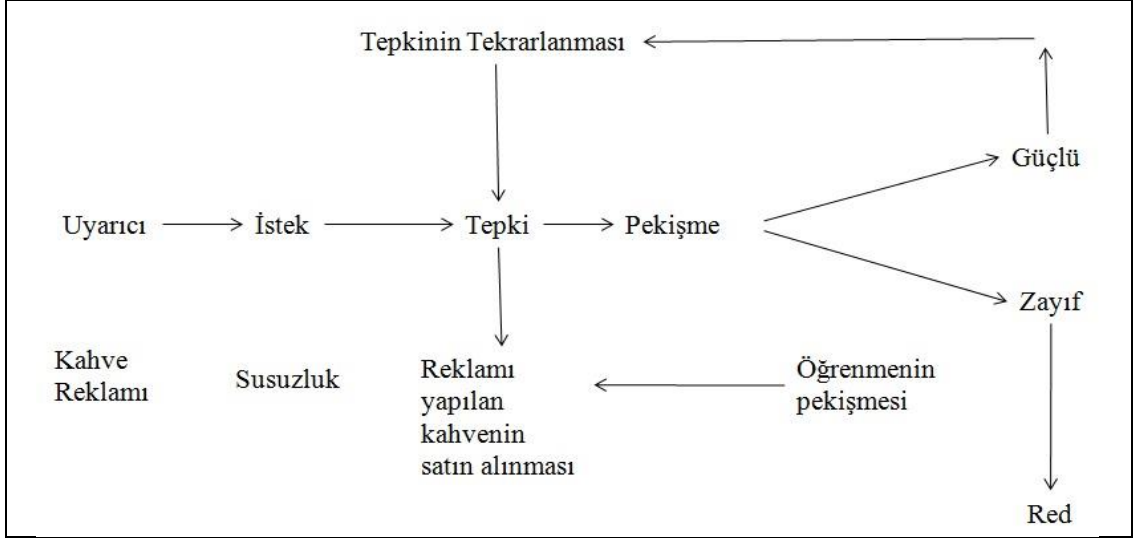 Tepkinin Tekrarlanması
Güçlü
Uyarıcı
İstek
Tepki
Pekişme
Zayıf
Kahve
Reklamı
Susuzluk
Reklamı
yapılan
kahvenin
satın alınması
Öğrenmenin
pekişmesi
Red